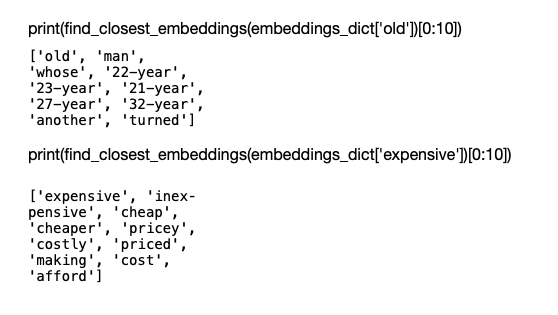 print(find_closest_embeddings(embeddings_dict['old'])[0:10])
['old', 'man',
'whose', '22-year',
'23-year', '21-year',
'27-year', '32-year',
'another', 'turned']
print(find_closest_embeddings(embeddings_dict['expensive'])[0:10])
['expensive', 'inex-
pensive', 'cheap',
'cheaper', 'pricey',
'costly', 'priced',
'making', 'cost',
'afford']